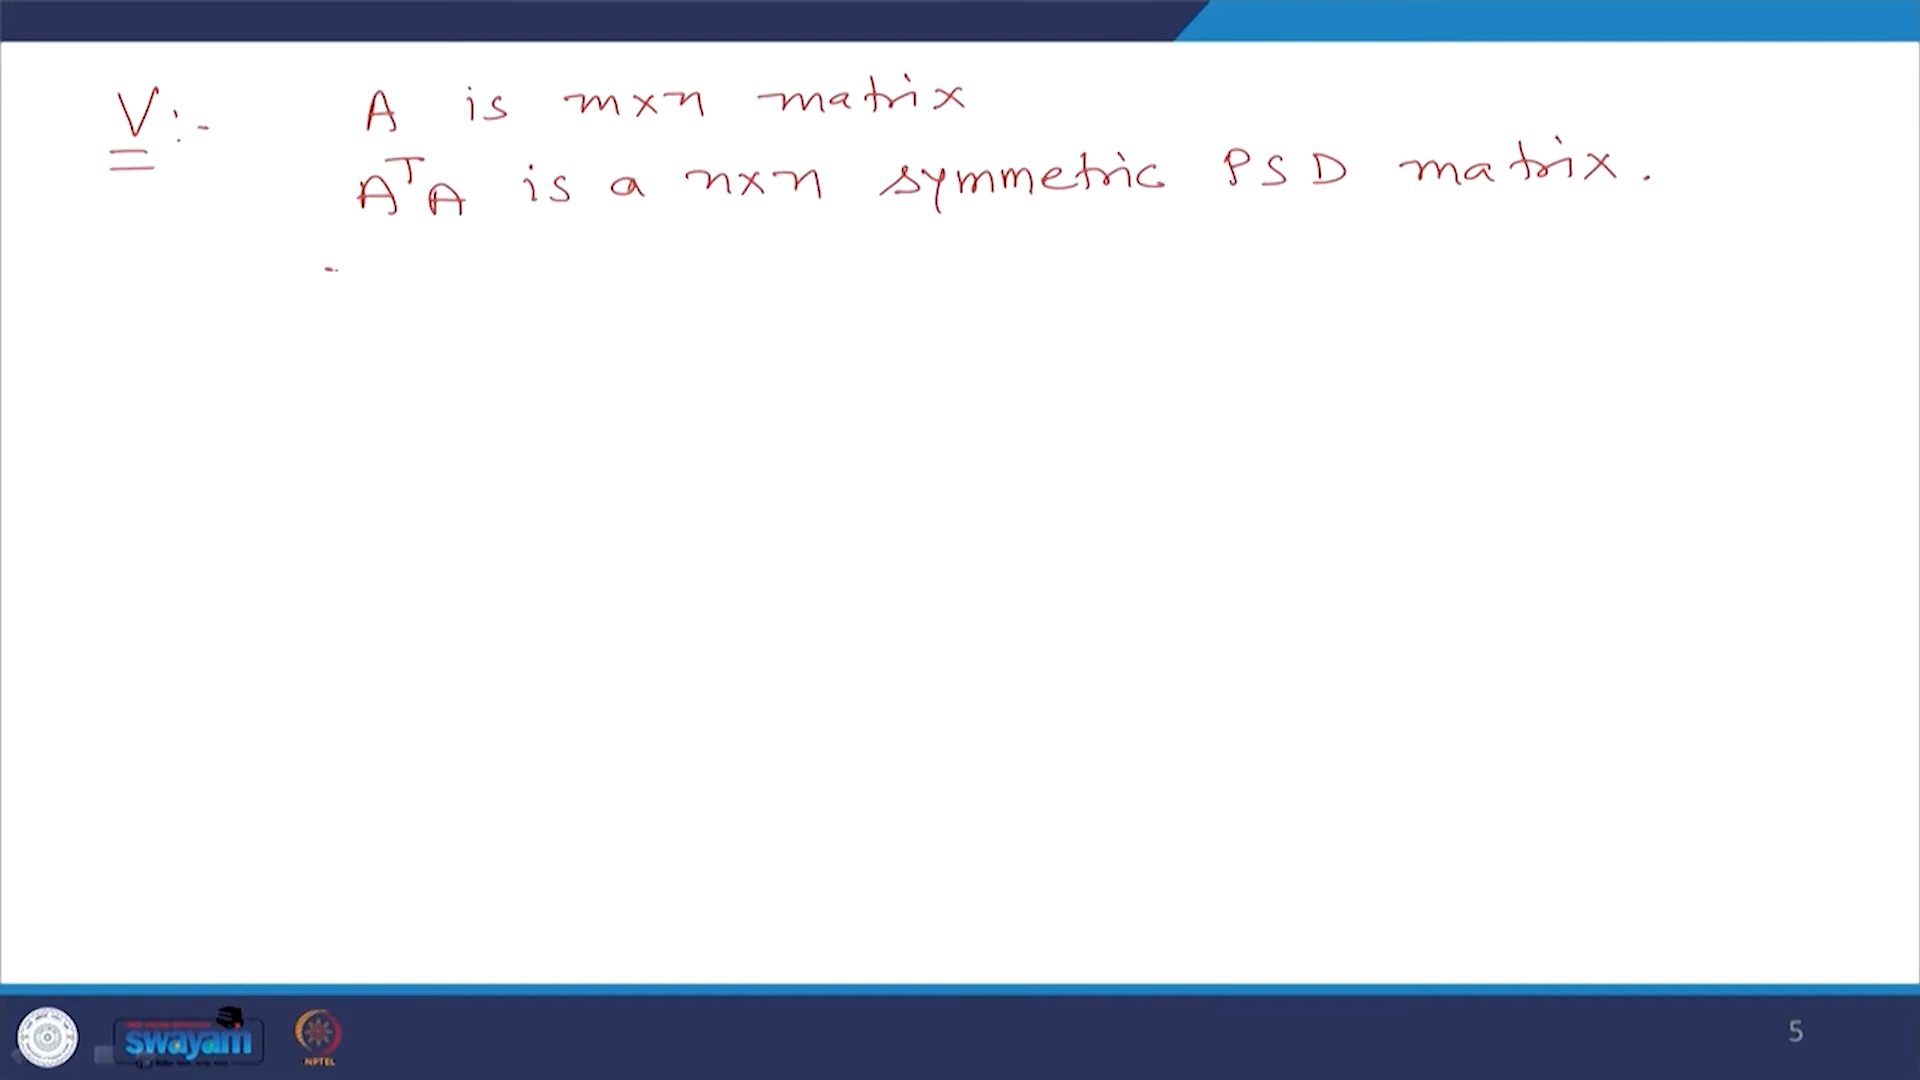 V:-
A is m×n matrix
AᵀA is a n×n symmetric PSD matrix.
swayam
NPTEL
5